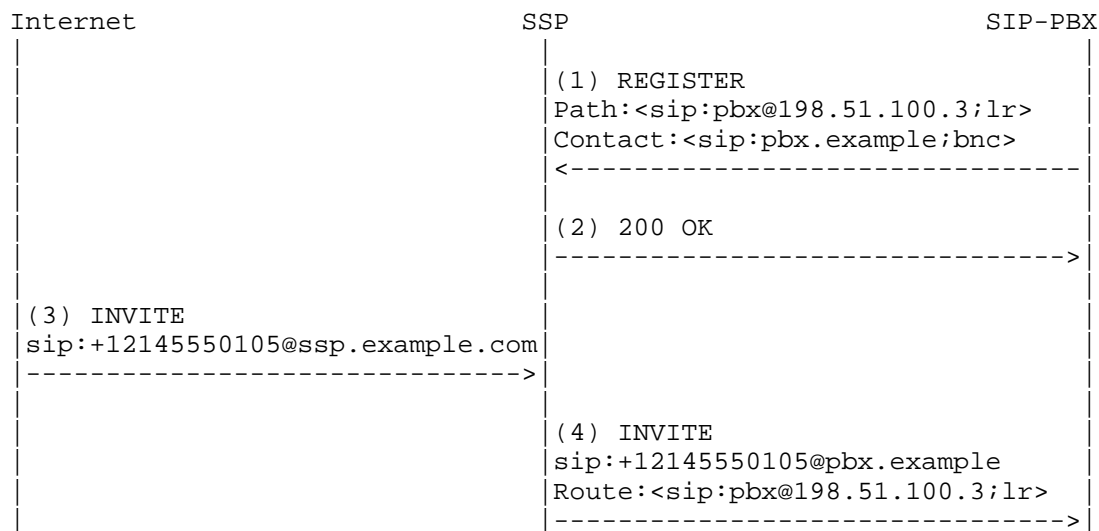 Internet SSP SIP-PBX
(1) REGISTER
Path:<sip:pbx@198.51.100.3;lr>
Contact:<sip:pbx.example;bnc>
(2) 200 OK
(3) INVITE
sip:+12145550105@ssp.example.com
(4) INVITE
sip:+12145550105@pbx.example
Route:<sip:pbx@198.51.100.3;lr>